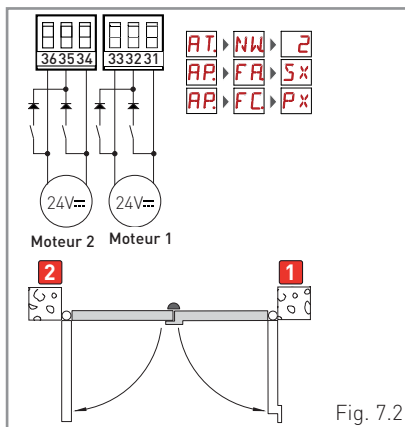 36 35 34 33 32 31
AT. NW. 2
AP. FA. SX
AP. FC. PX
24V 24V
Moteur 2 Moteur 1
2 1
Fig. 7.2